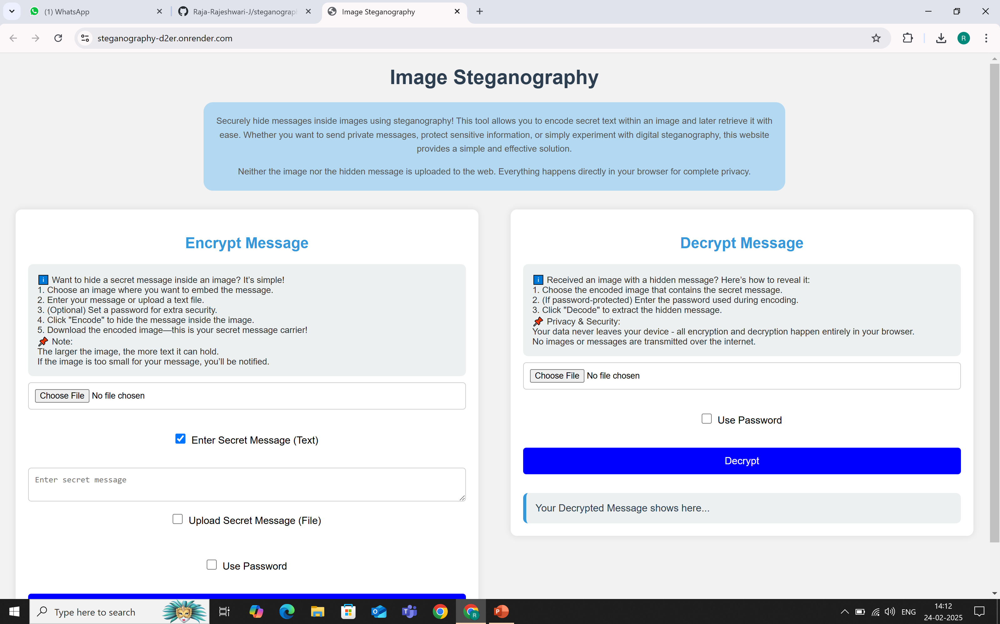 (1) WhatsApp
Raja-Rajeshwari-J/steganograp
Image Steganography
steganography-d2er.onrender.com
R
Image Steganography
Securely hide messages inside images using steganography! This tool allows you to encode secret text within an image and later retrieve it with
ease. Whether you want to send private messages, protect sensitive information, or simply experiment with digital steganography, this website
provides a simple and effective solution.
Neither the image nor the hidden message is uploaded to the web. Everything happens directly in your browser for complete privacy.
Encrypt Message
i Want to hide a secret message inside an image? It’s simple!
1. Choose an image where you want to embed the message.
2. Enter your message or upload a text file.
3. (Optional) Set a password for extra security.
4. Click "Encode" to hide the message inside the image.
5. Download the encoded image—this is your secret message carrier!
📌 Note:
The larger the image, the more text it can hold.
If the image is too small for your message, you’ll be notified.
Choose File No file chosen
Enter Secret Message (Text)
Enter secret message
Upload Secret Message (File)
Use Password
Decrypt Message
i Received an image with a hidden message? Here’s how to reveal it:
1. Choose the encoded image that contains the secret message.
2. (If password-protected) Enter the password used during encoding.
3. Click "Decode" to extract the hidden message.
📌 Privacy & Security:
Your data never leaves your device - all encryption and decryption happen entirely in your browser.
No images or messages are transmitted over the internet.
Choose File No file chosen
Use Password
Decrypt
Your Decrypted Message shows here...
Type here to search
ENG
14:12
24-02-2025